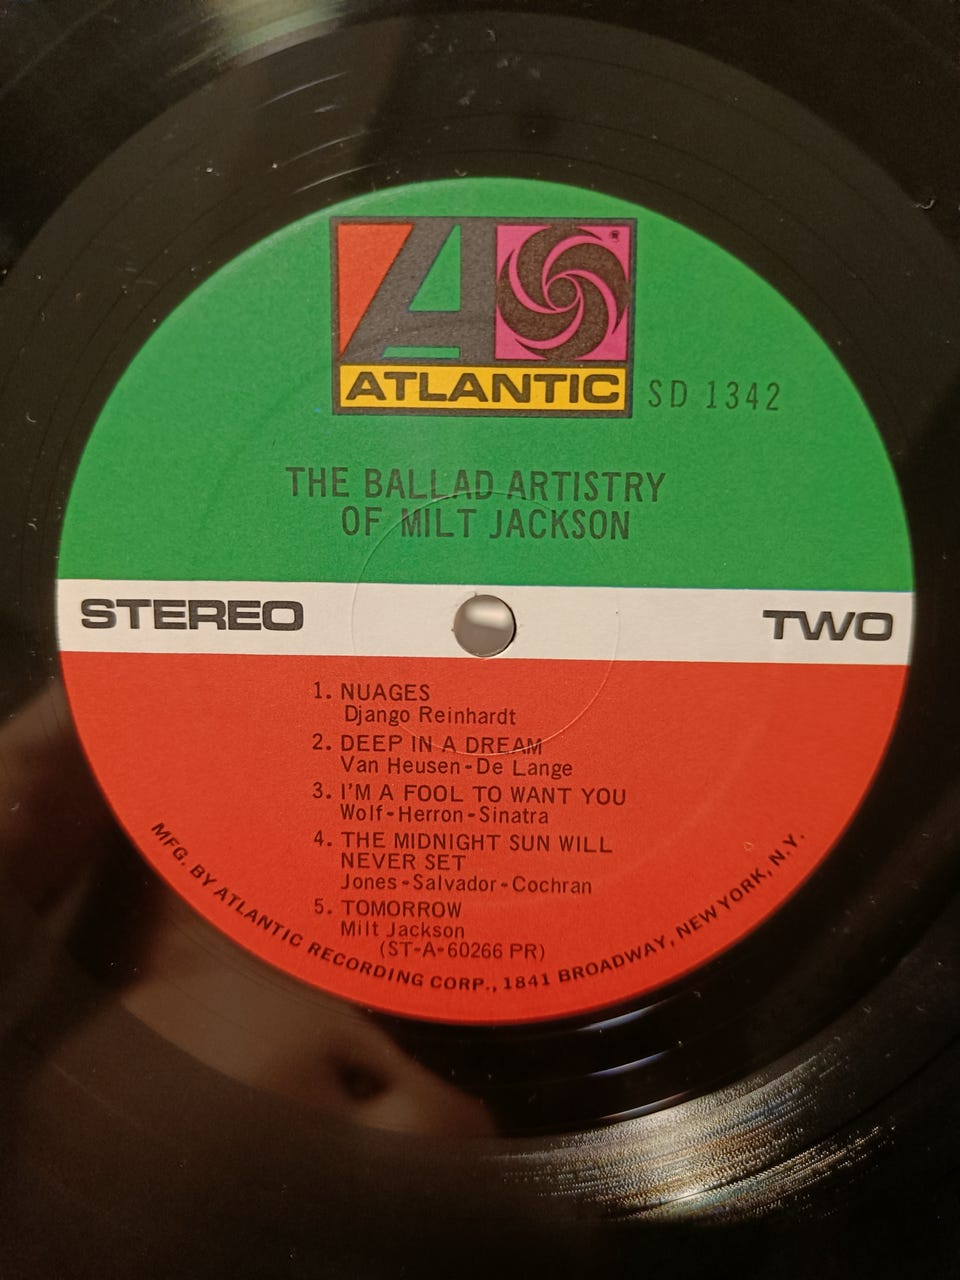 ATLANTIC
SD 1342
THE BALLAD ARTISTRY
OF MILT JACKSON
STEREO
TWO
1. NUAGES
Django Reinhardt
2. DEEP IN A DREAM
Van Heusen-De Lange
3. I'M A FOOL TO WANT YOU
Wolf-Herron-Sinatra
4. THE MIDNIGHT SUN WILL
NEVER SET
Jones-Salvador-Cochran
5. TOMORROW
Milt Jackson
(ST-A-60266 PR)
MFG. BY ATLANTIC RECORDING CORP., 1841 BROADWAY, NEW YORK, N.Y.